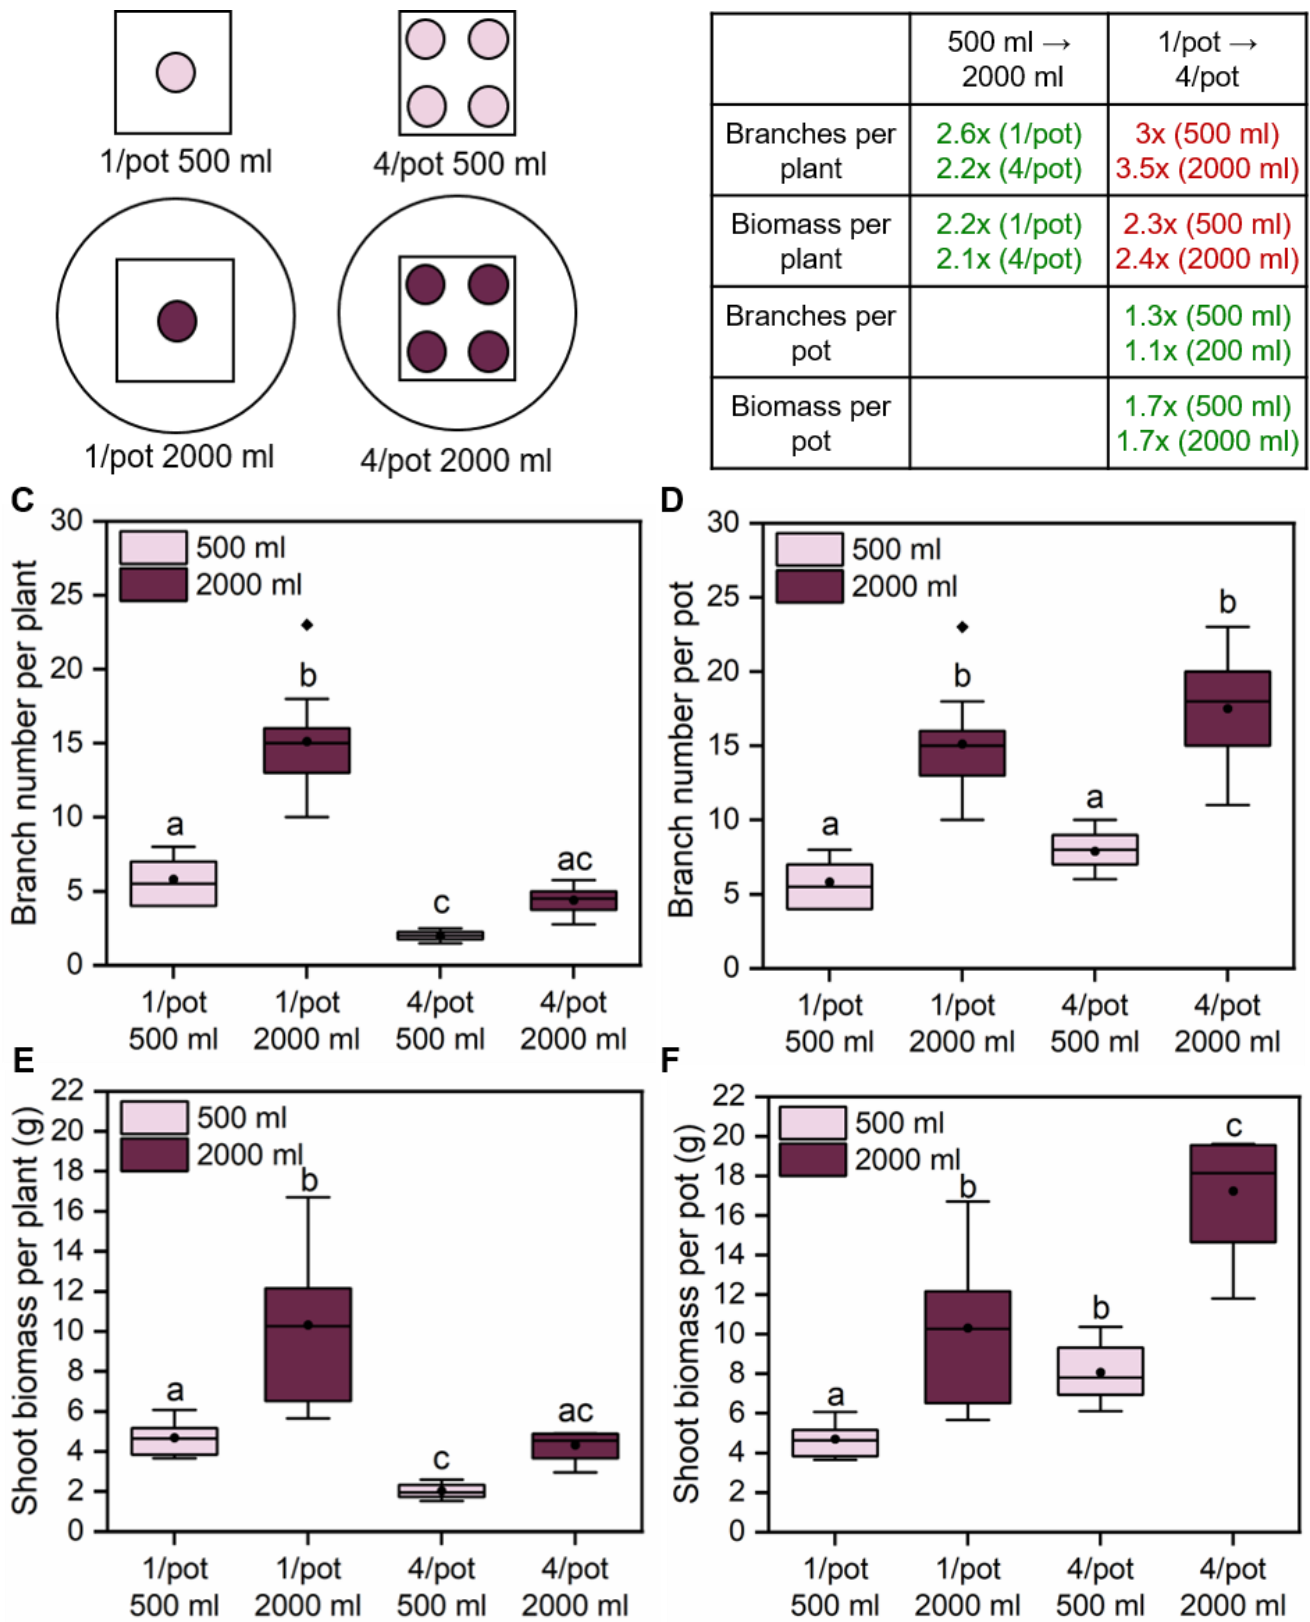 1/pot 500 ml
4/pot 500 ml
1/pot 2000 ml
4/pot 2000 ml
500 ml →
2000 ml
1/pot →
4/pot
Branches per
plant
2.6x (1/pot)
2.2x (4/pot)
3x (500 ml)
3.5x (2000 ml)
Biomass per
plant
2.2x (1/pot)
2.1x (4/pot)
2.3x (500 ml)
2.4x (2000 ml)
Branches per
pot
1.3x (500 ml)
1.1x (200 ml)
Biomass per
pot
1.7x (500 ml)
1.7x (2000 ml)
C
Branch number per plant
30
25
20
15
10
5
0
500 ml
2000 ml
a
b
c
ac
1/pot
500 ml
1/pot
2000 ml
4/pot
500 ml
4/pot
2000 ml
D
Branch number per pot
30
25
20
15
10
5
0
500 ml
2000 ml
a
b
a
b
1/pot
500 ml
1/pot
2000 ml
4/pot
500 ml
4/pot
2000 ml
E
Shoot biomass per plant (g)
22
20
18
16
14
12
10
8
6
4
2
0
500 ml
2000 ml
a
b
c
ac
1/pot
500 ml
1/pot
2000 ml
4/pot
500 ml
4/pot
2000 ml
F
Shoot biomass per pot (g)
22
20
18
16
14
12
10
8
6
4
2
0
500 ml
2000 ml
a
b
b
c
1/pot
500 ml
1/pot
2000 ml
4/pot
500 ml
4/pot
2000 ml